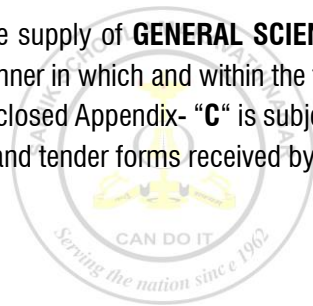 e supply of GENERAL SCIEN
nner in which and within the
closed Appendix- “C“ is subj
and tender forms received by
CAN DO IT
Serving the nation since 1962